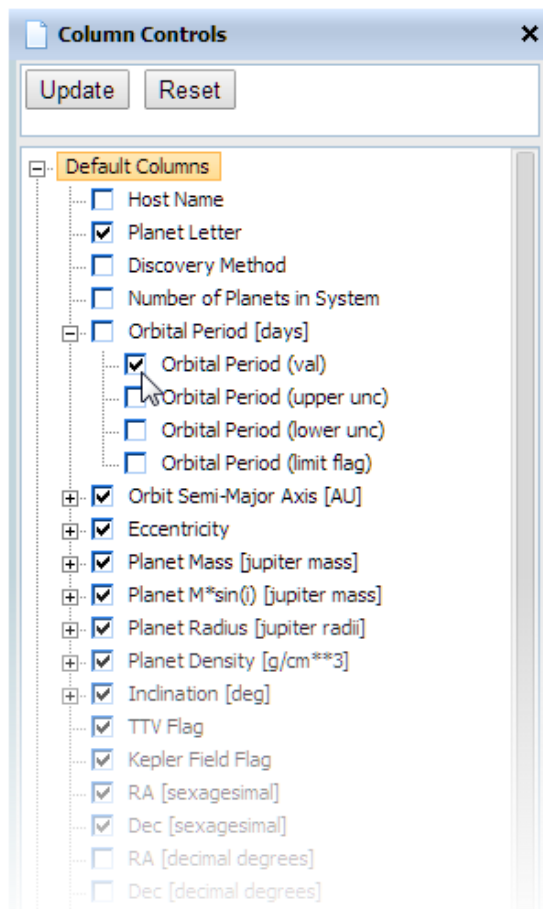 Column Controls
Update Reset
Default Columns
Host Name
Planet Letter
Discovery Method
Number of Planets in System
Orbital Period [days]
Orbital Period (val)
Orbital Period (upper unc)
Orbital Period (lower unc)
Orbital Period (limit flag)
Orbit Semi-Major Axis [AU]
Eccentricity
Planet Mass [jupiter mass]
Planet M*sin(i) [jupiter mass]
Planet Radius [jupiter radii]
Planet Density [g/cm**3]
Inclination [deg]
TTV Flag
Kepler Field Flag
RA [sexagesimal]
Dec [sexagesimal]
RA [decimal degrees]
Dec [decimal degrees]